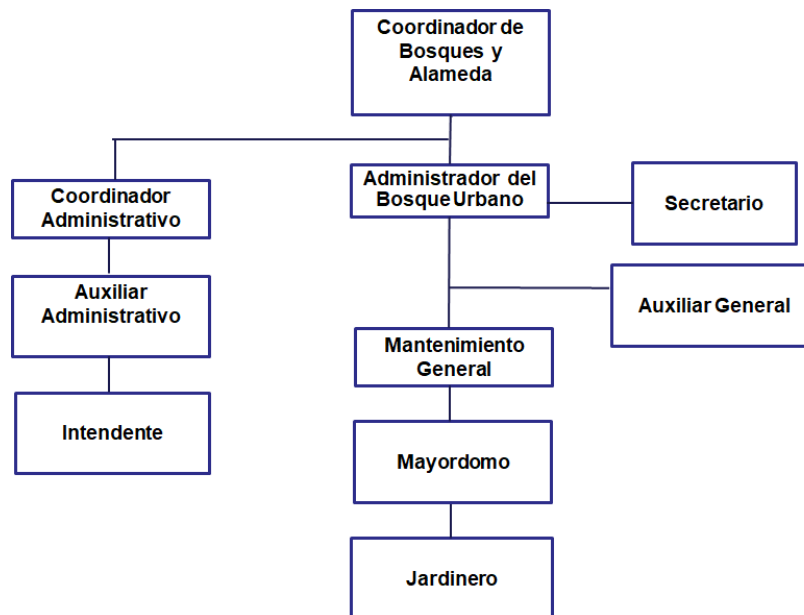 Coordinador de
Bosques y
Alameda
Coordinador
Administrativo
Administrador del
Bosque Urbano
Secretario
Auxiliar
Administrativo
Auxiliar General
Mantenimiento
General
Intendente
Mayordomo
Jardinero